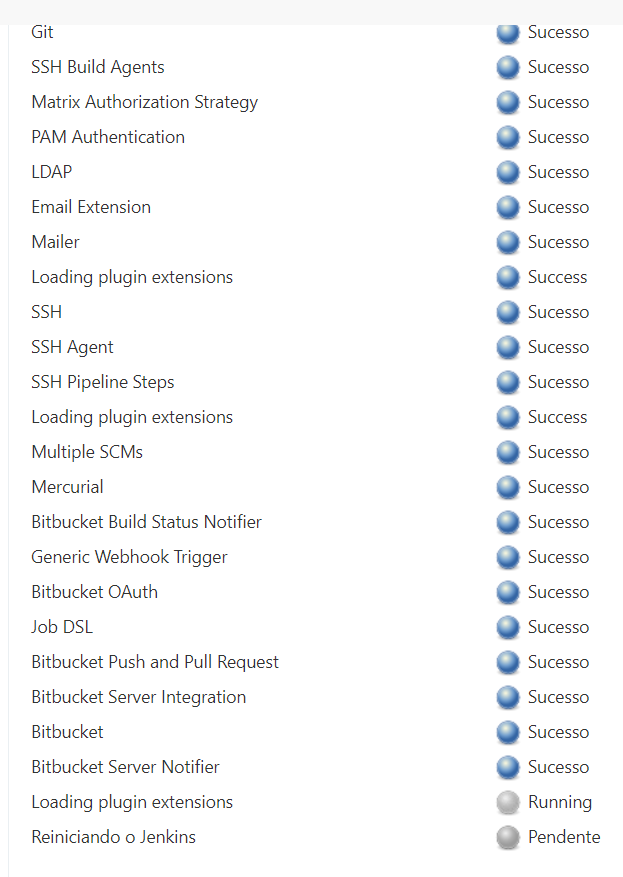 Git Sucesso
SSH Build Agents Sucesso
Matrix Authorization Strategy Sucesso
PAM Authentication Sucesso
LDAP Sucesso
Email Extension Sucesso
Mailer Sucesso
Loading plugin extensions Success
SSH Sucesso
SSH Agent Sucesso
SSH Pipeline Steps Sucesso
Loading plugin extensions Success
Multiple SCMs Sucesso
Mercurial Sucesso
Bitbucket Build Status Notifier Sucesso
Generic Webhook Trigger Sucesso
Bitbucket OAuth Sucesso
Job DSL Sucesso
Bitbucket Push and Pull Request Sucesso
Bitbucket Server Integration Sucesso
Bitbucket Sucesso
Bitbucket Server Notifier Sucesso
Loading plugin extensions Running
Reiniciando o Jenkins Pendente